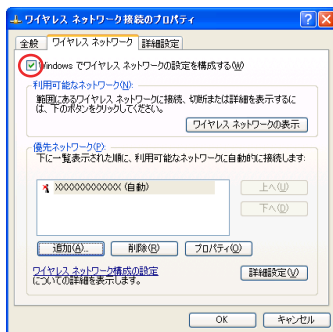 ワイヤレス ネットワーク接続のプロパティ
全般 ワイヤレス ネットワーク 詳細設定
Windows でワイヤレス ネットワークの設定を構成する(W)
利用可能なネットワーク(N):
範囲にあるワイヤレス ネットワークに接続、切断または詳細を表示するに
は、下のボタンをクリックしてください。
ワイヤレス ネットワークの表示
優先ネットワーク(P):
下に一覧表示された順に、利用可能なネットワークに自動的に接続します:
XXXXXXXXXXXX (自動)
上へ(U)
下へ(D)
追加(A)... 削除(R) プロパティ(O)
ワイヤレス ネットワーク構成の設定
についての詳細を表示します。
詳細設定(V)
OK キャンセル